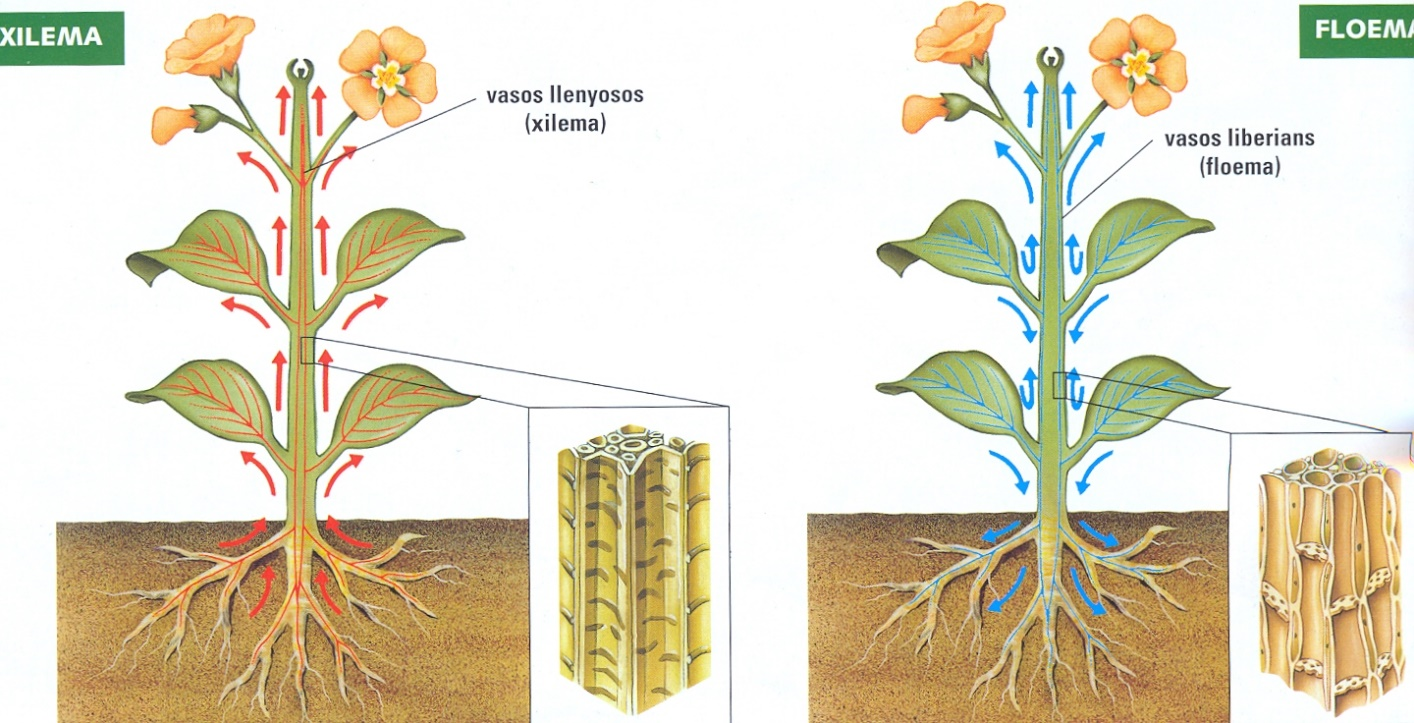 XILEMA
vasos llenyosos
(xilema)
FLOEMA
vasos liberians
(floema)